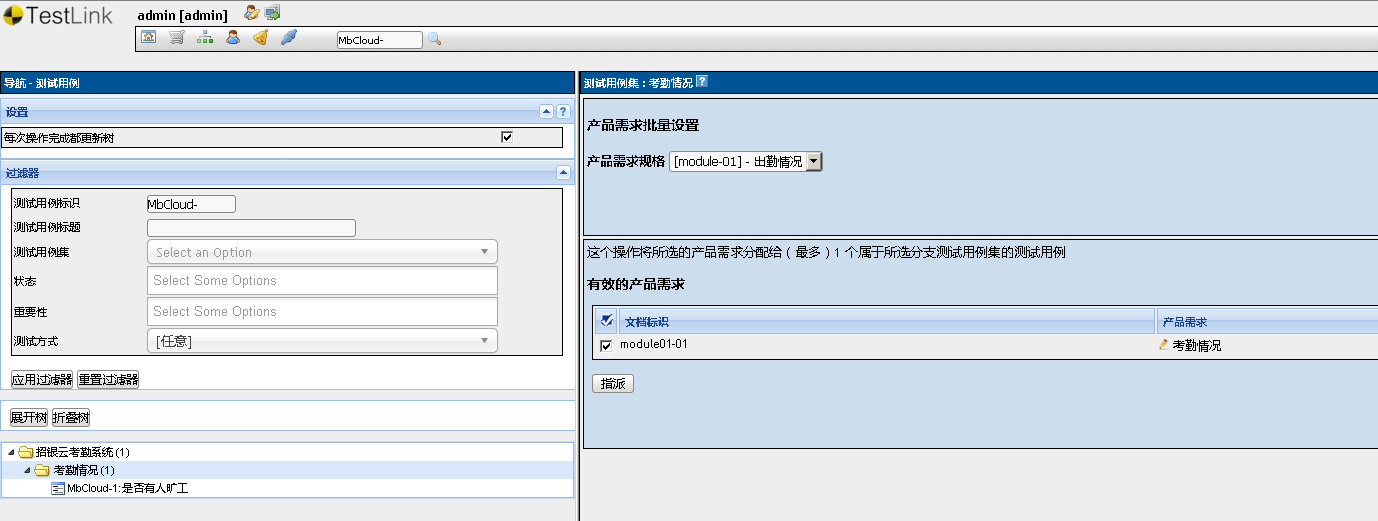 TestLink
admin [admin]
MbCloud-
导航 - 测试用例
设置
每次操作完成都更新树
过滤器
测试用例标识 MbCloud-
测试用例标题
测试用例集 Select an Option
状态 Select Some Options
重要性 Select Some Options
测试方式 [任意]
应用过滤器 重置过滤器
展开树 折叠树
招银云考勤系统 (1)
考勤情况 (1)
MbCloud-1:是否有人旷工
测试用例集 : 考勤情况
产品需求批量设置
产品需求规格 [module-01] - 出勤情况
这个操作将所选的产品需求分配给 ( 最多 ) 1 个属于所选分支测试用例集的测试用例
有效的产品需求
文档标识 产品需求
module01-01 考勤情况
指派